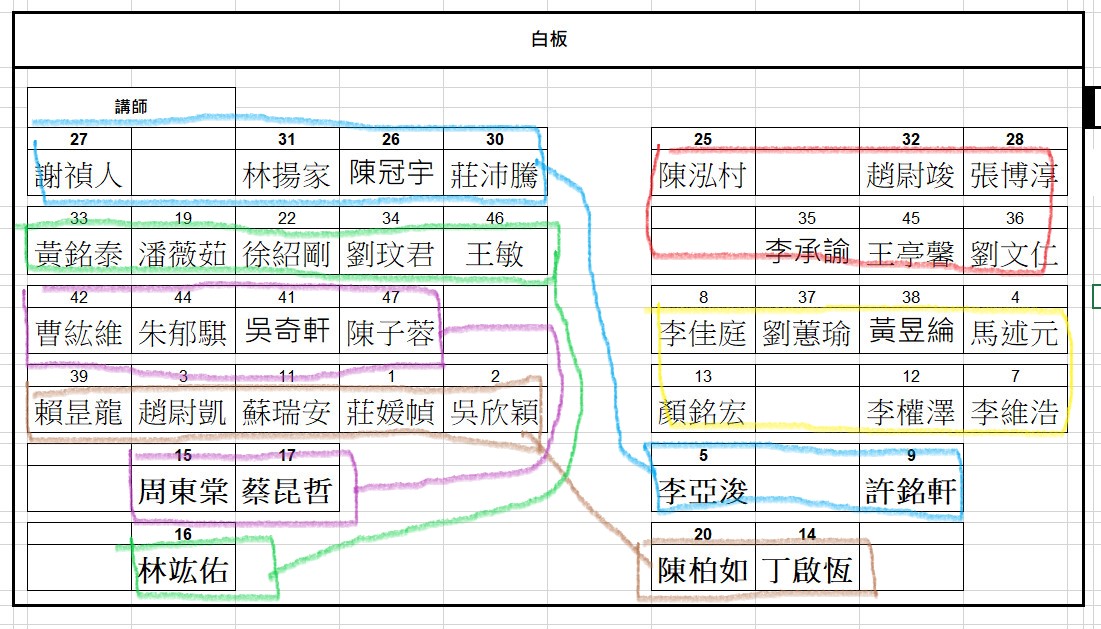 白板
講師
27 31 26 30 25 32 28
謝禎人 林揚家 陳冠宇 莊沛騰 陳泓村 趙尉竣 張博淳
33 19 22 34 46 35 45 36
黃銘泰 潘薇茹 徐紹剛 劉玟君 王敏 李承諭 王亭馨 劉文仁
42 44 41 47 8 37 38 4
曹紘維 朱郁騏 吳奇軒 陳子蓉 李佳庭 劉蕙瑜 黃昱綸 馬述元
39 3 11 1 2 13 12 7
賴昱龍 趙尉凱 蘇瑞安 莊媛幀 吳欣穎 顏銘宏 李權澤 李維浩
15 17 5 9
周東棠 蔡昆哲 李亞浚 許銘軒
16 20 14
林竑佑 陳柏如 丁啟恆